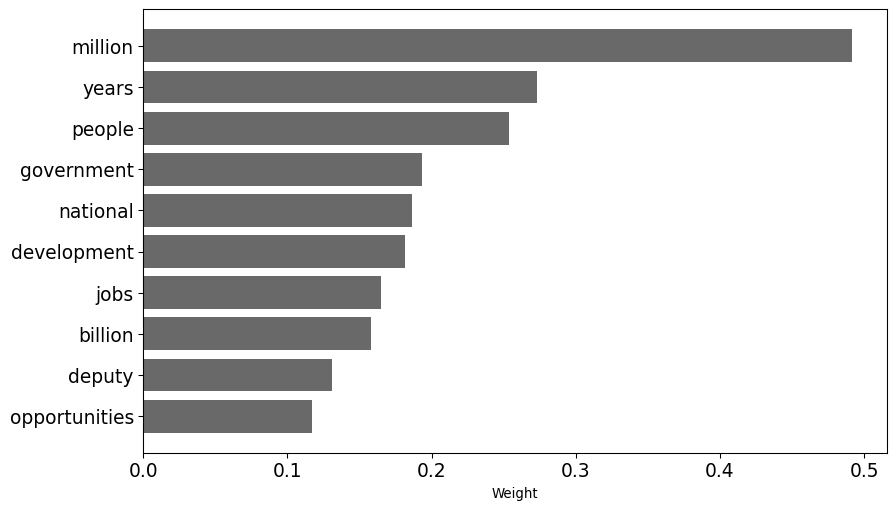 million
years
people
government
national
development
jobs
billion
deputy
opportunities
0.0 0.1 0.2 0.3 0.4 0.5
Weight